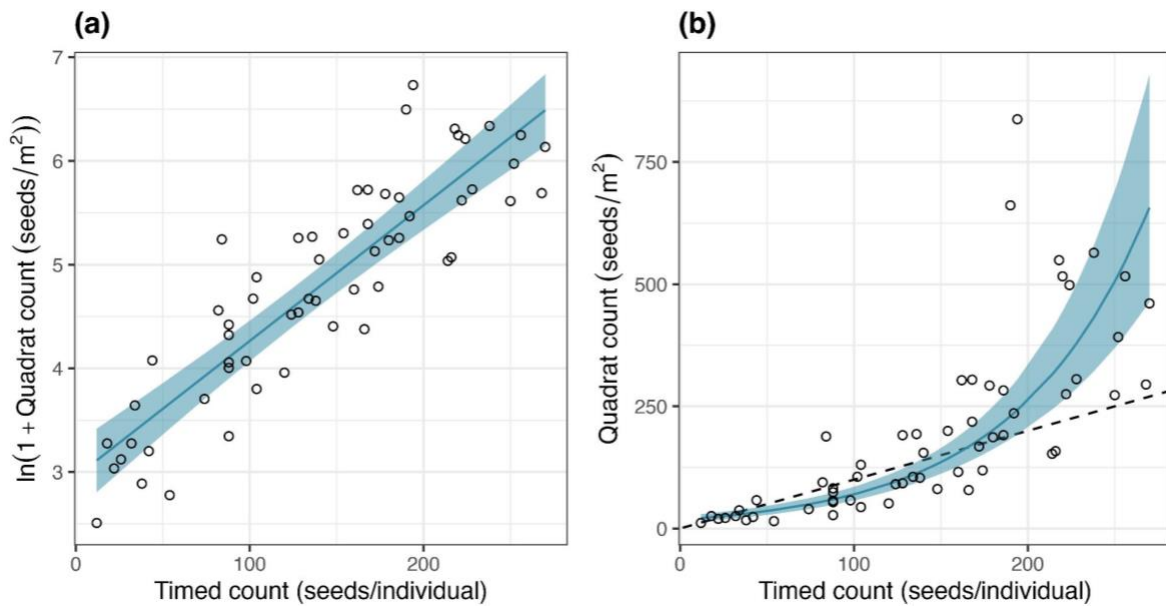 (a)
7
6
5
4
3
ln(1 + Quadrat count (seeds/m²))
100
200
Timed count (seeds/individual)
(b)
750
500
250
0
Quadrat count (seeds/m²)
0
100
200
Timed count (seeds/individual)